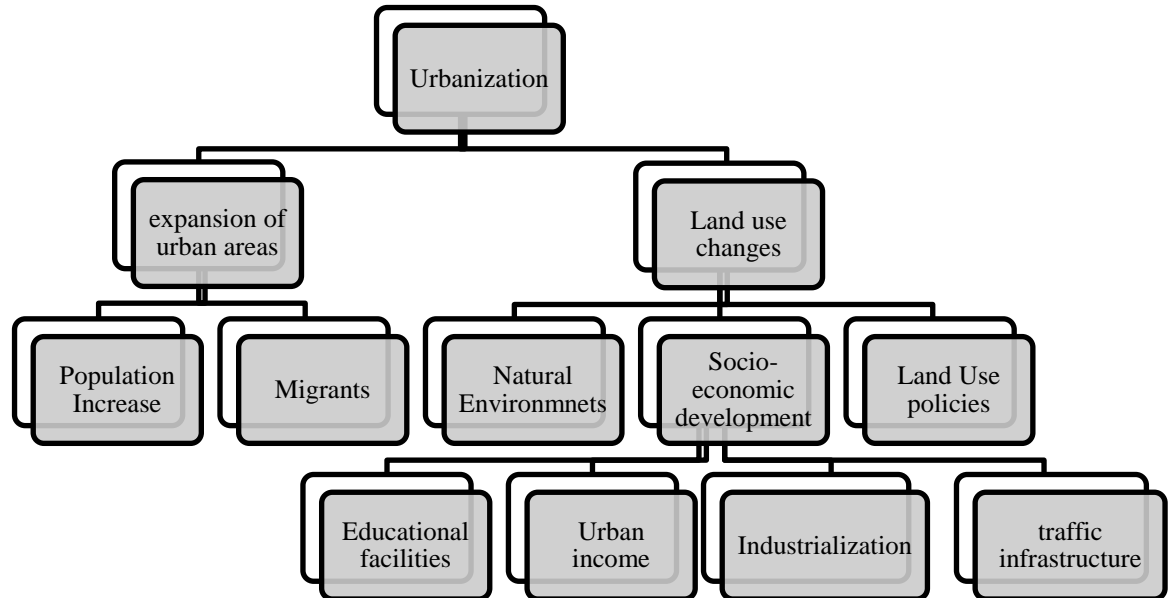 Urbanization
expansion of
urban areas
Land use
changes
Population
Increase
Migrants
Natural
Environmnets
Socio-
economic
development
Land Use
policies
Educational
facilities
Urban
income
Industrialization
traffic
infrastructure